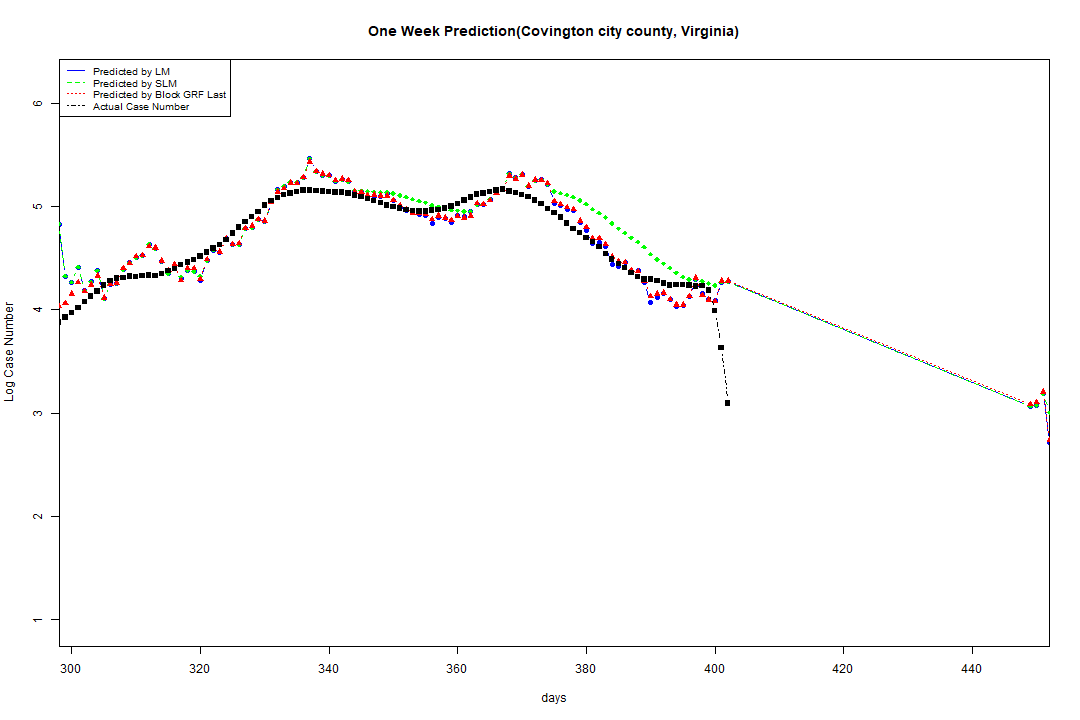 One Week Prediction(Covington city county, Virginia)
Predicted by LM
Predicted by SLM
Predicted by Block GRF Last
Actual Case Number
6
5
4
3
2
1
Log Case Number
300 320 340 360 380 400 420 440
days